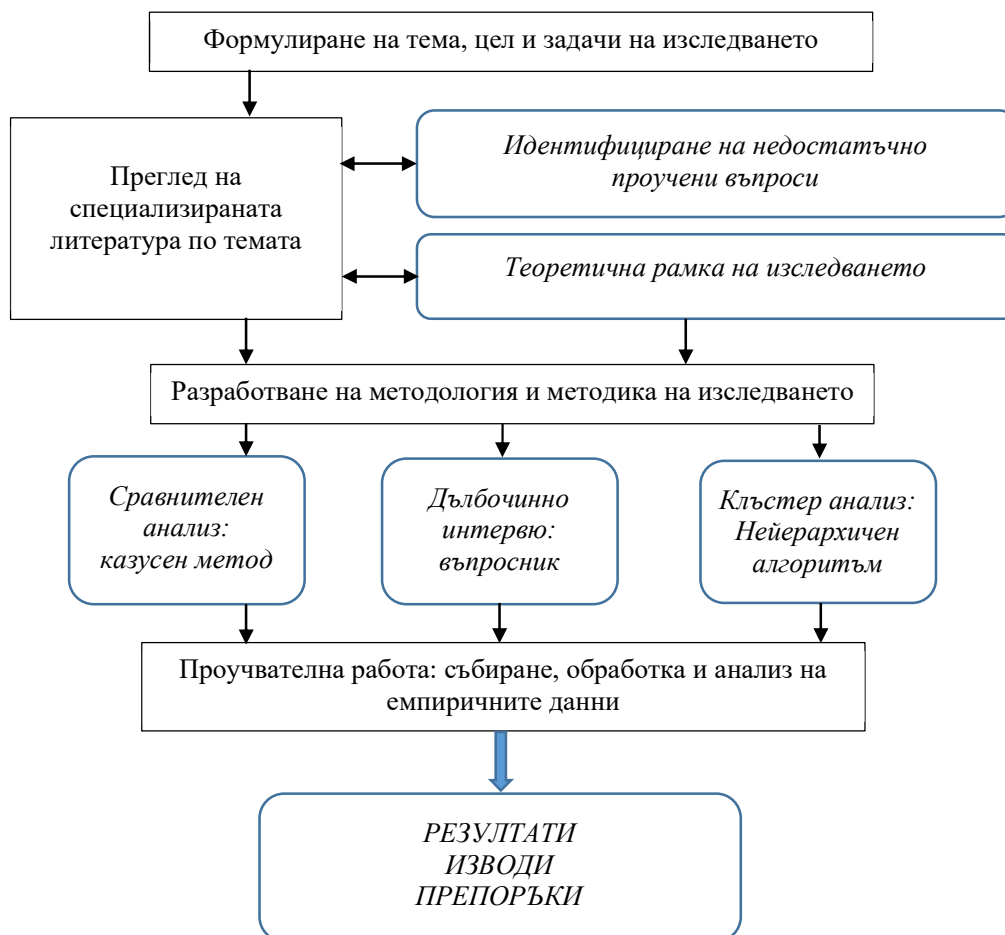 Формулиране на тема, цел и задачи на изследването
Преглед на
специализираната
литература по темата
Идентифициране на недостатъчно
проучени въпроси
Теоретична рамка на изследването
Разработване на методология и методика на изследването
Сравнителен
анализ:
казусен метод
Дълбочинно
интервю:
въпросник
Клъстер анализ:
Нейерархичен
алгоритъм
Проучвателна работа: събиране, обработка и анализ на
емпиричните данни
РЕЗУЛТАТИ
ИЗВОДИ
ПРЕПОРЪКИ